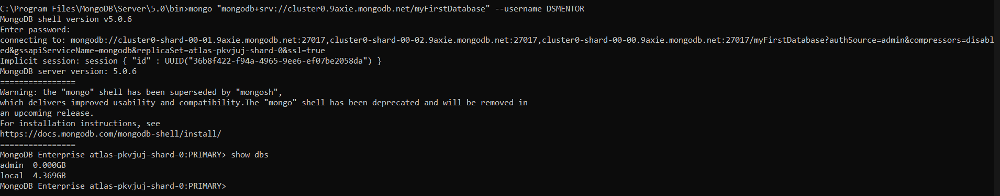 C:\Program Files\MongoDB\Server\5.0\bin>mongo "mongodb+srv://cluster0.9axie.mongodb.net/myFirstDatabase" --username DSMENTOR
MongoDB shell version v5.0.6
Enter password:
connecting to: mongodb://cluster0-shard-00-01.9axie.mongodb.net:27017,cluster0-shard-00-02.9axie.mongodb.net:27017,cluster0-shard-00-00.9axie.mongodb.net:27017/myFirstDatabase?authSource=admin&compressors=disabl
ed&gssapiServiceName=mongodb&replicaSet=atlas-pkvjuj-shard-0&ssl=true
Implicit session: session { "id" : UUID("36b8f422-f94a-4965-9ee6-ef07be2058da") }
MongoDB server version: 5.0.6
================
Warning: the "mongo" shell has been superseded by "mongosh",
which delivers improved usability and compatibility.The "mongo" shell has been deprecated and will be removed in
an upcoming release.
For installation instructions, see
https://docs.mongodb.com/mongodb-shell/install/
================
MongoDB Enterprise atlas-pkvjuj-shard-0:PRIMARY> show dbs
admin  0.000GB
local  4.369GB
MongoDB Enterprise atlas-pkvjuj-shard-0:PRIMARY>